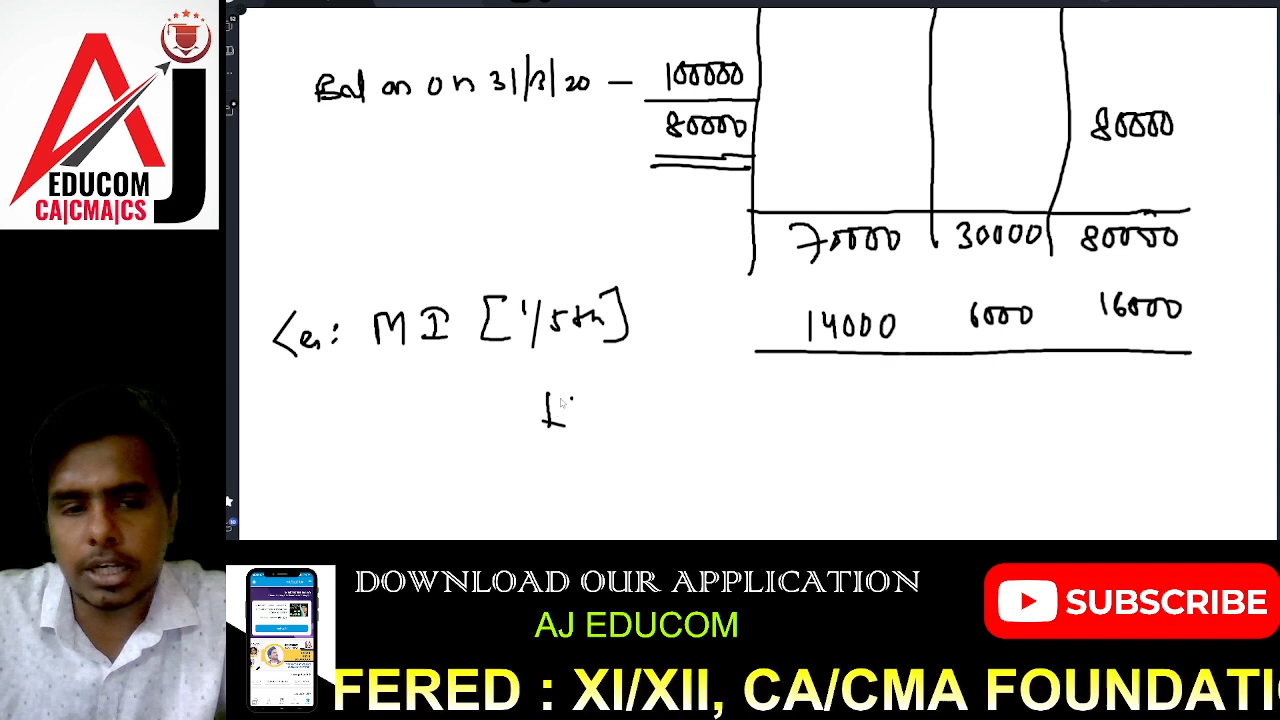 AJ
EDUCOM
CA|CMA|CS
Bal on 31/3/20 — 100000
80000 80000
70000 30000 80000
Les: MI [1/5th] 14000 6000 16000
DOWNLOAD OUR APPLICATION
AJ EDUCOM
SUBSCRIBE
FERED : XI/XII, CA/CMA FOUNDATI